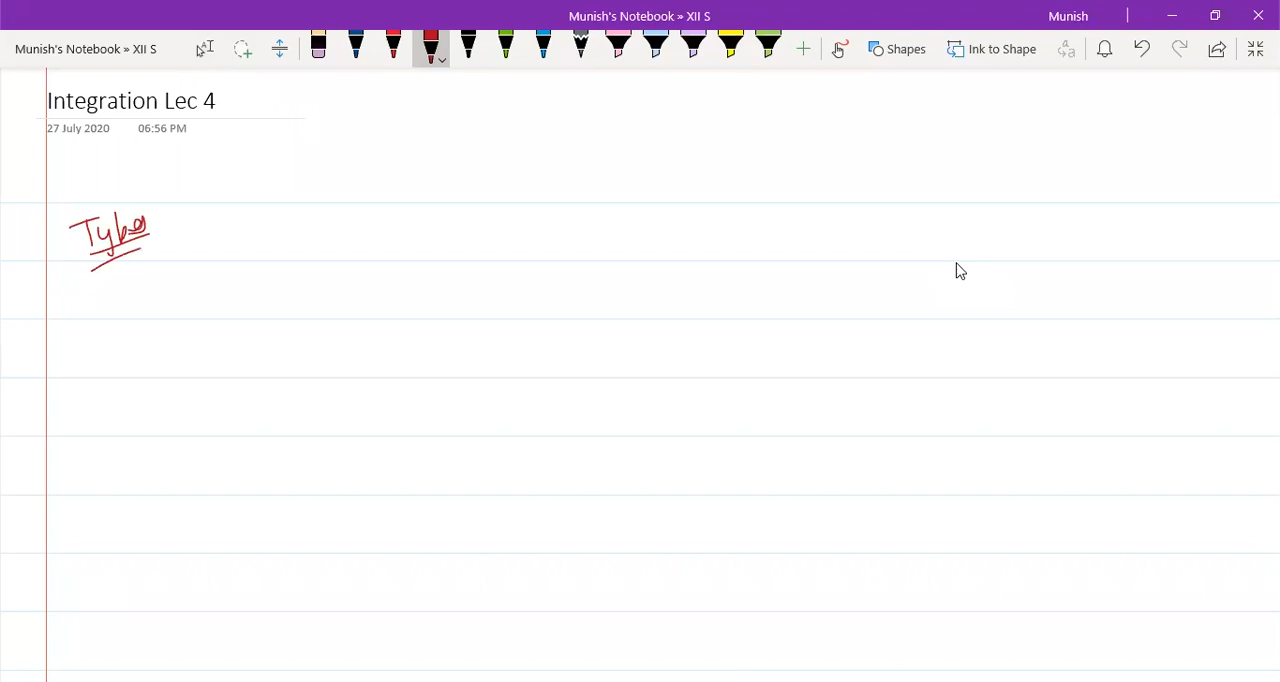 Munish's Notebook » XII S
Munish
Munish's Notebook » XII S
Shapes
Ink to Shape
Integration Lec 4
27 July 2020 06:56 PM
Types